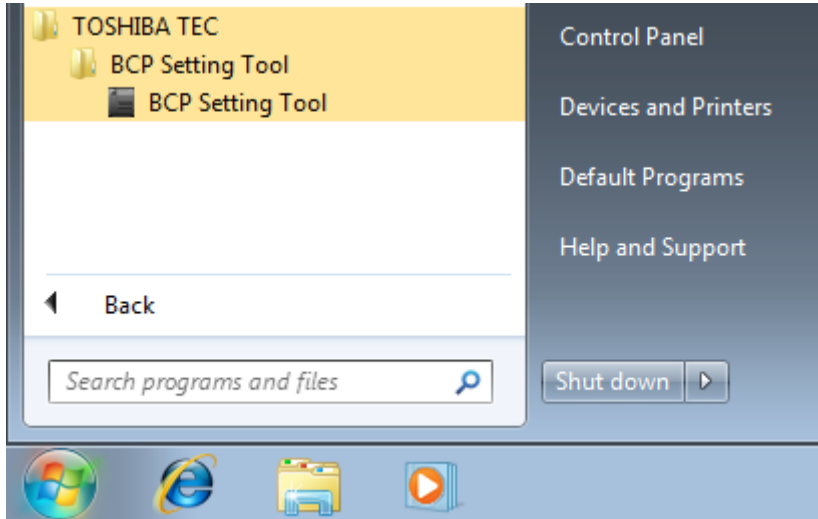 TOSHIBA TEC
BCP Setting Tool
BCP Setting Tool
Back
Search programs and files
Control Panel
Devices and Printers
Default Programs
Help and Support
Shut down